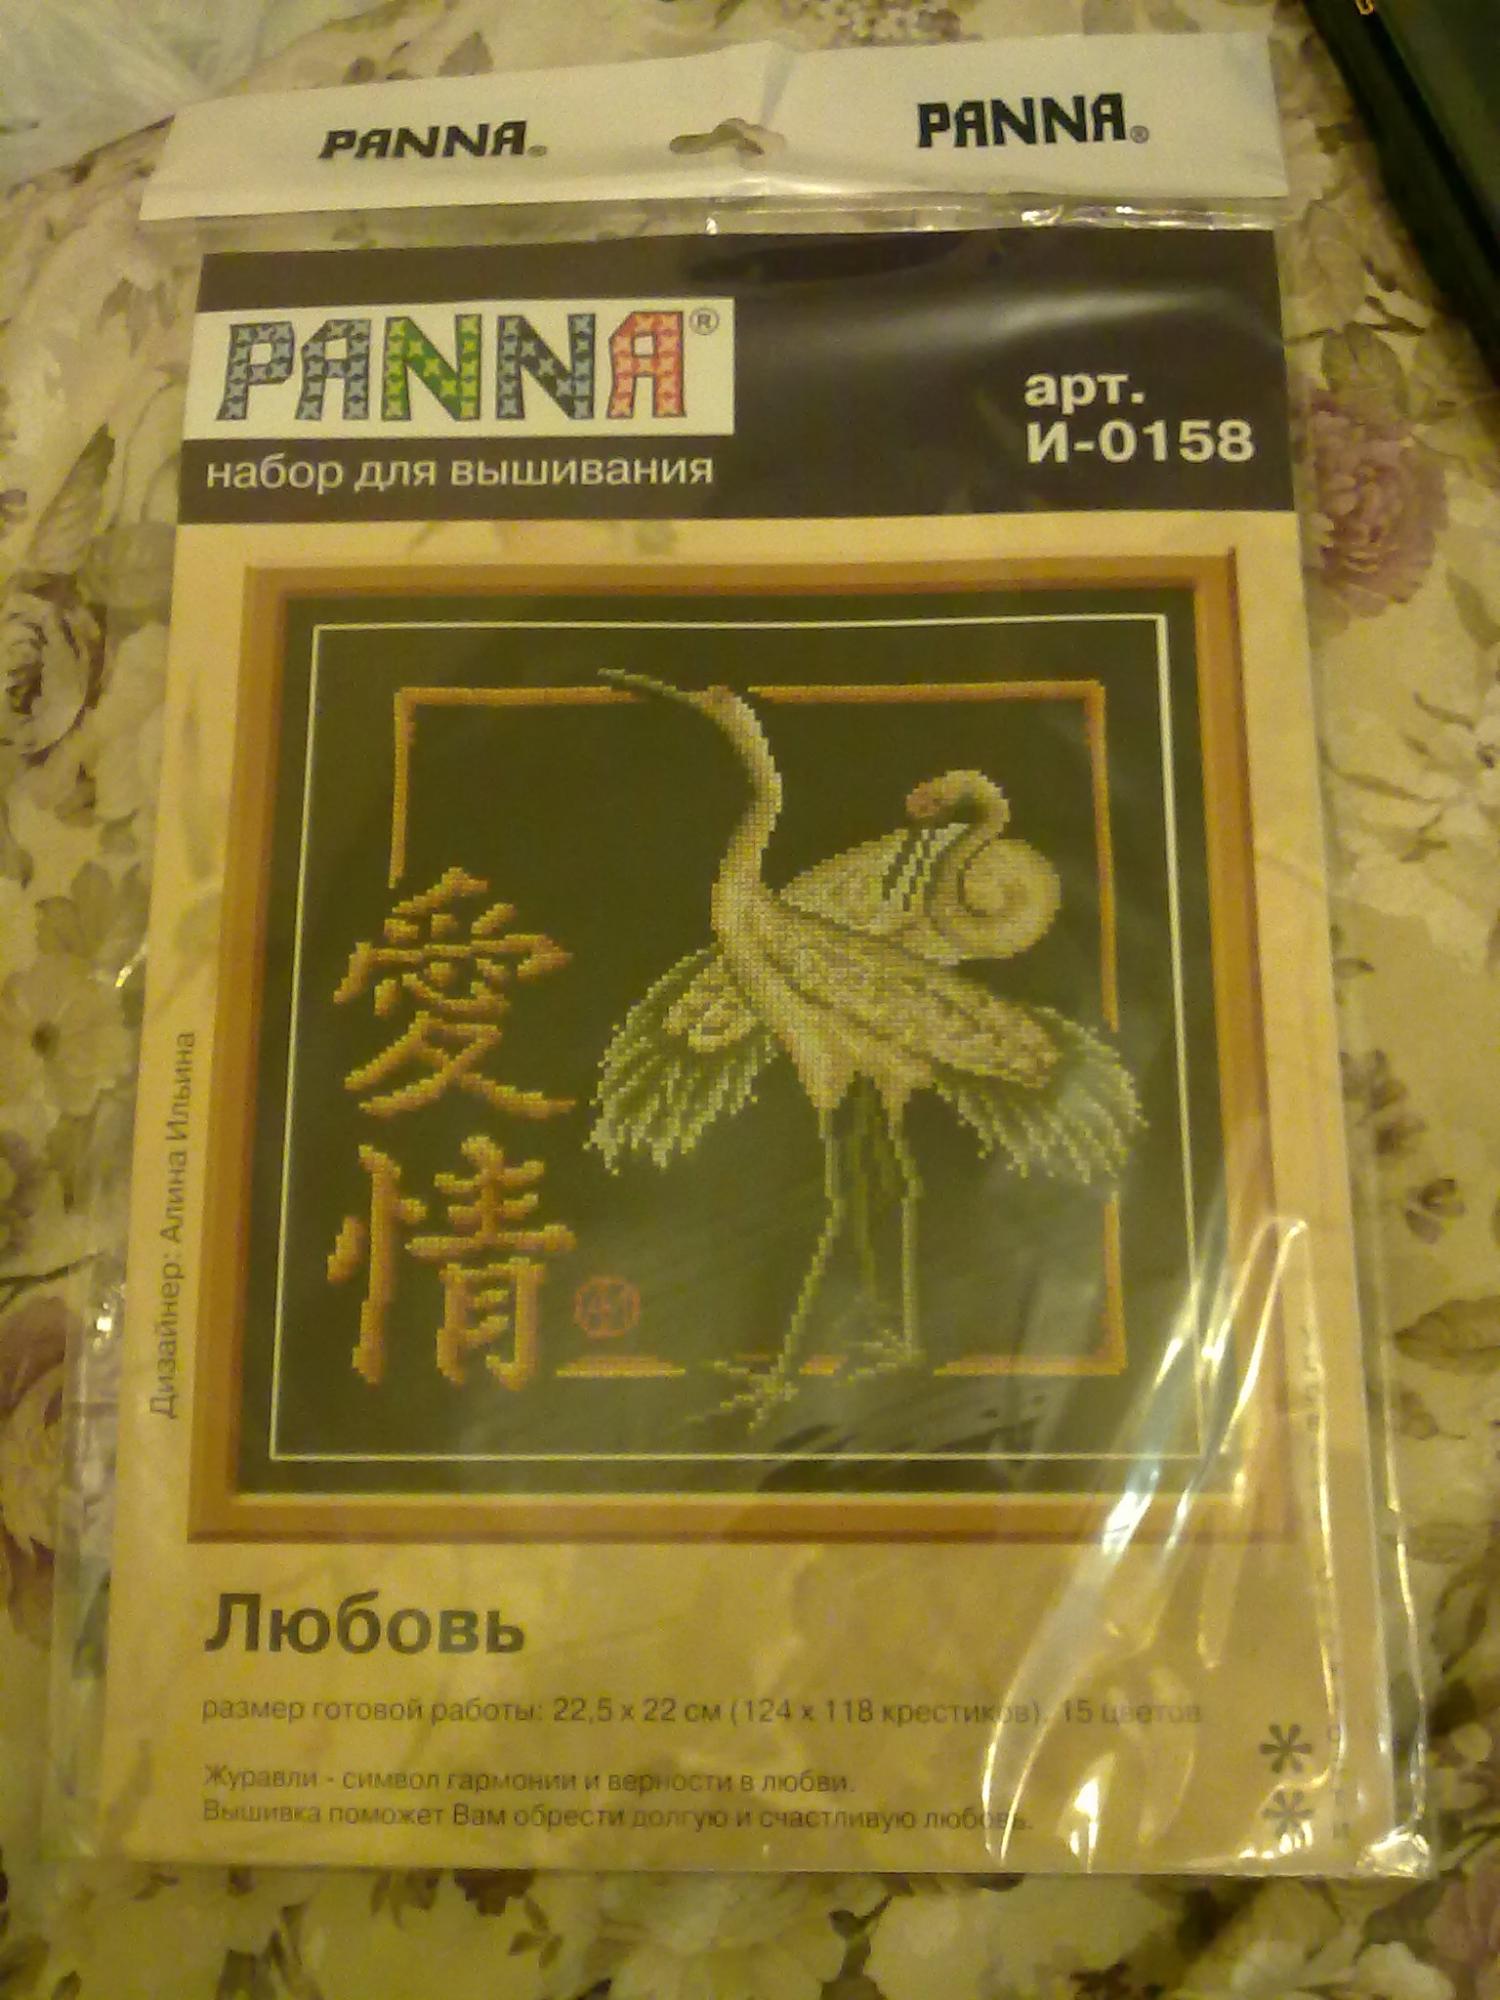 PANNA® PANNA®
PANNA®
набор для вышивания
арт.
И-0158
愛
情
Дизайнер: Алина Ильина
Любовь
размер готовой работы: 22,5 x 22 см (124 x 118 крестиков), 15 цветов
Журавли - символ гармонии и верности в любви.
Вышивка поможет Вам обрести долгую и счастливую любовь.